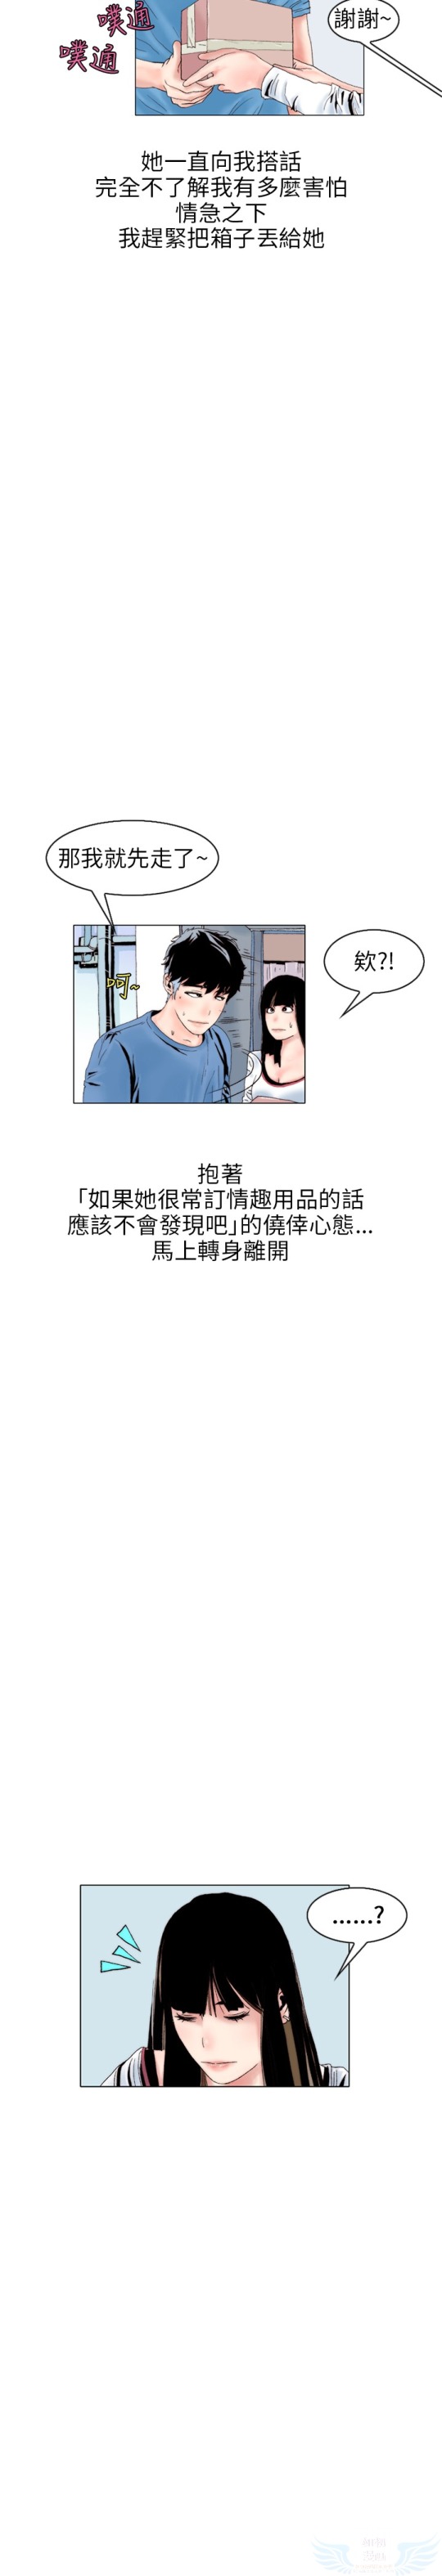 謝謝~
噗通
噗通
她一直向我搭話
完全不了解我有多麼害怕
情急之下
我趕緊把箱子丟給她
那我就先走了~
欸?!
呵~
抱著
「如果她很常訂情趣用品的話
應該不會發現吧」的僥倖心態...
馬上轉身離開
......?